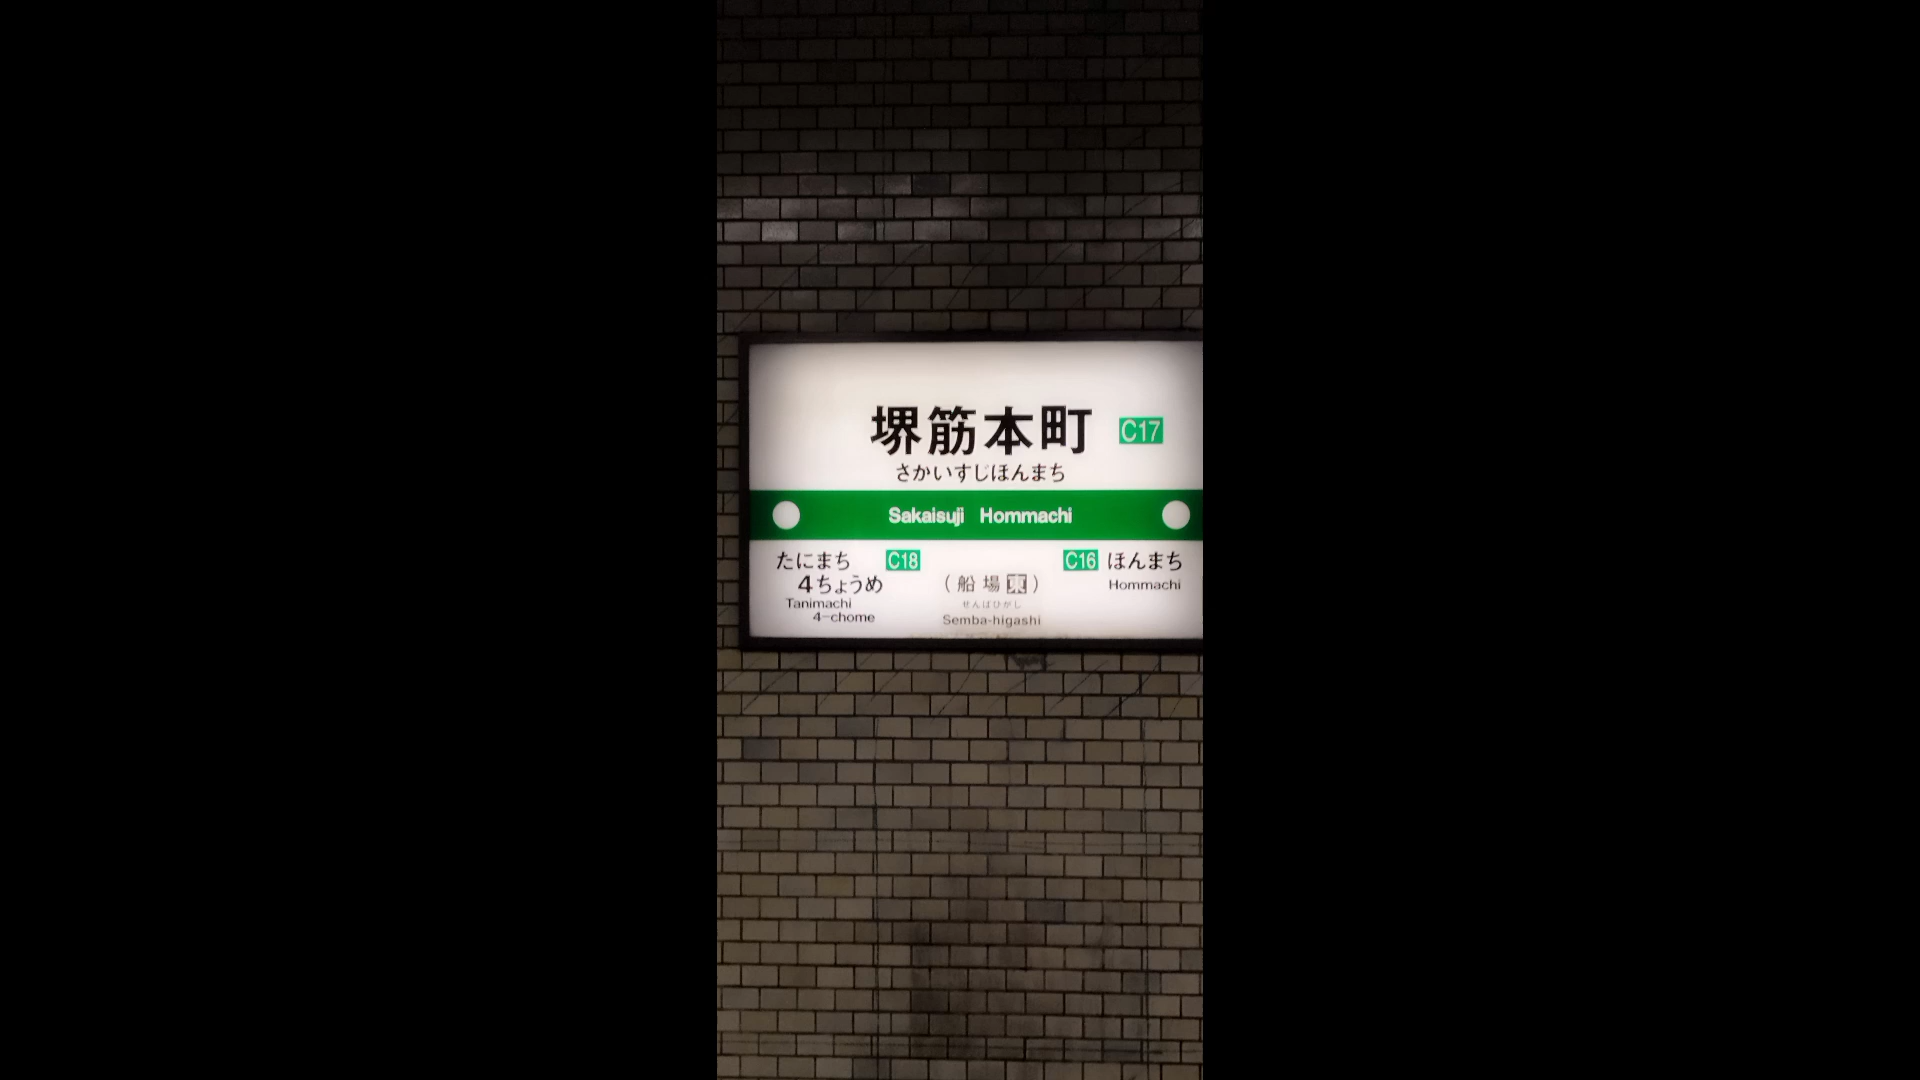 堺筋本町 C17
さかいすじほんまち
Sakaisuji Hommachi
たにまち C18
4ちょうめ
Tanimachi
4-chome
(船場東)
せんばひがし
Semba-higashi
C16 ほんまち
Hommachi